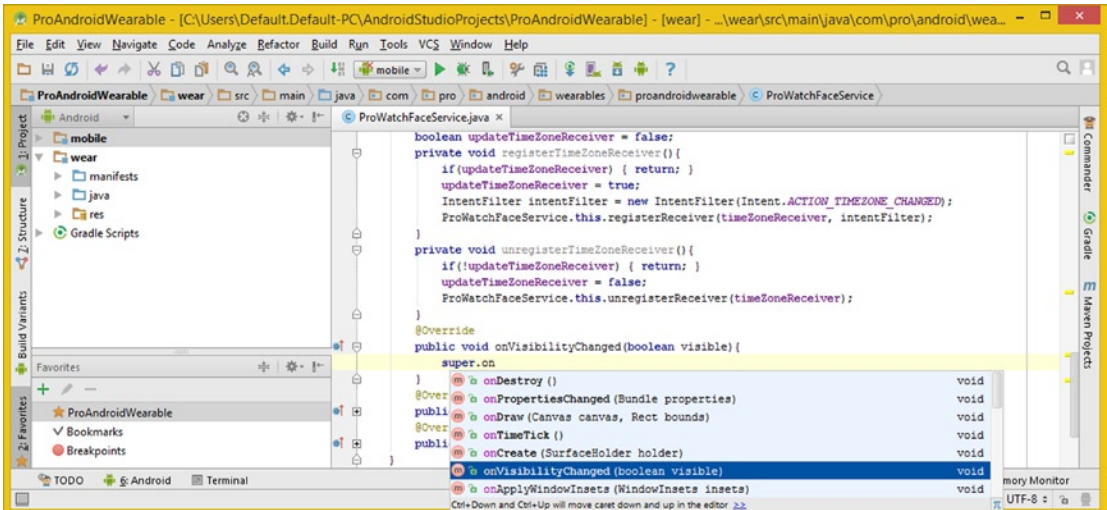 ProAndroidWearable - [C:\Users\Default.Default-PC\AndroidStudioProjects\ProAndroidWearable] - [wear] - ...\wear\src\main\java\com\pro\android\wea...
File Edit View Navigate Code Analyze Refactor Build Run Tools VCS Window Help
mobile
ProAndroidWearable wear src main java com pro android wearables proandroidwearable ProWatchFaceService
Android
ProWatchFaceService.java
1: Project
Z: Structure
Build Variants
2: Favorites
mobile
wear
manifests
java
res
Gradle Scripts
Favorites
ProAndroidWearable
Bookmarks
Breakpoints
boolean updateTimeZoneReceiver = false;
private void registerTimeZoneReceiver(){
if(updateTimeZoneReceiver) { return; }
updateTimeZoneReceiver = true;
IntentFilter intentFilter = new IntentFilter(Intent.ACTION_TIMEZONE_CHANGED);
ProWatchFaceService.this.registerReceiver(timeZoneReceiver, intentFilter);
}
private void unregisterTimeZoneReceiver(){
if(!updateTimeZoneReceiver) { return; }
updateTimeZoneReceiver = false;
ProWatchFaceService.this.unregisterReceiver(timeZoneReceiver);
}
@Override
public void onVisibilityChanged(boolean visible){
super.on
}
@Over
publi
@Over
publi
}
onDestroy() void
onPropertiesChanged(Bundle properties) void
onDraw(Canvas canvas, Rect bounds) void
onTimeTick() void
onCreate(SurfaceHolder holder) void
onVisibilityChanged(boolean visible) void
onApplyWindowInsets(WindowInsets insets) void
Ctrl+Down and Ctrl+Up will move caret down and up in the editor >>
Commander
Gradle
Maven Projects
TODO 6: Android Terminal
mory Monitor
UTF-8